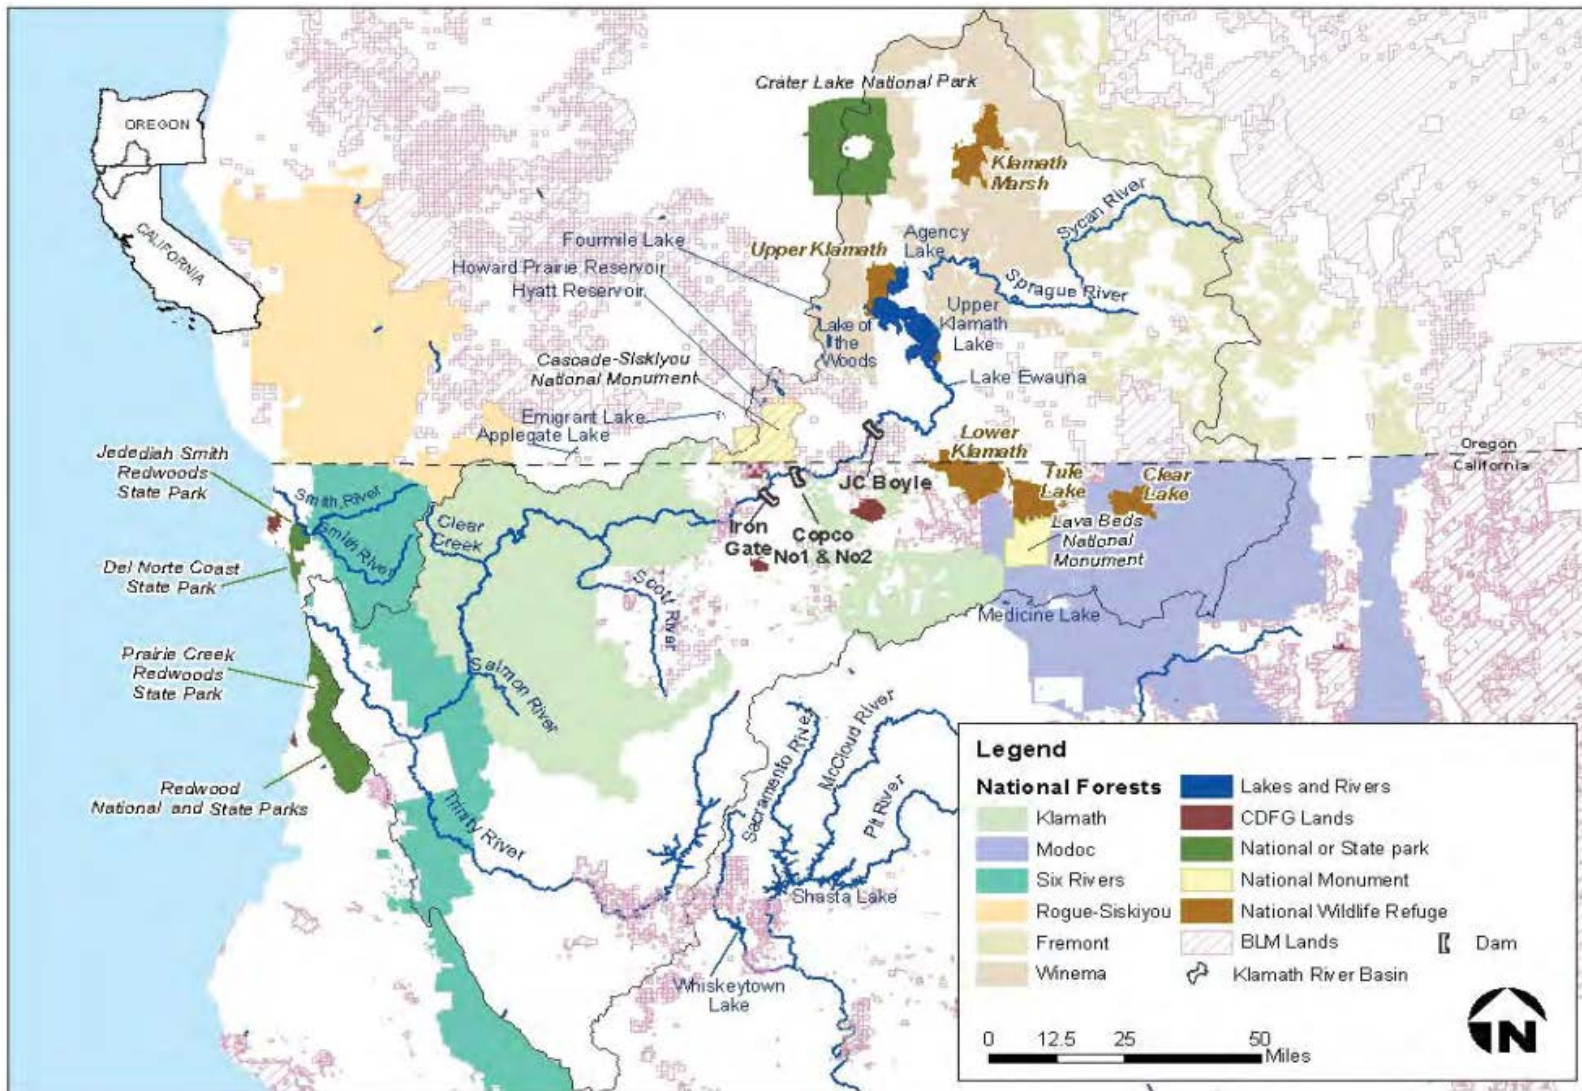 OREGON
CALIFORNIA
Crater Lake National Park
Klamath
Marsh
Sycan River
Fourmile Lake
Upper Klamath
Agency
Lake
Howard Prairie Reservoir
Hyatt Reservoir
Sprague River
Lake of
the
Woods
Upper
Klamath
Lake
Cascade-Siskiyou
National Monument
Lake Ewauna
Emigrant Lake
Applegate Lake
Lower
Klamath
Oregon
California
Jedediah Smith
Redwoods
State Park
Smith River
Smith River
Clear
Creek
JC Boyle
Tule
Lake
Clear
Lake
Iron
Gate
Copco
No1 & No2
Lava Beds
National
Monument
Del Norte Coast
State Park
Scott River
Medicine Lake
Prairie Creek
Redwoods
State Park
Salmon River
Sacramento River
McCloud River
Pit River
Redwood
National and State Parks
Trinity River
Shasta Lake
Whiskeytown
Lake
Legend
National Forests
Klamath
Modoc
Six Rivers
Rogue-Siskiyou
Fremont
Winema
Lakes and Rivers
CDFG Lands
National or State park
National Monument
National Wildlife Refuge
BLM Lands
Dam
Klamath River Basin
0 12.5 25 50
Miles
N